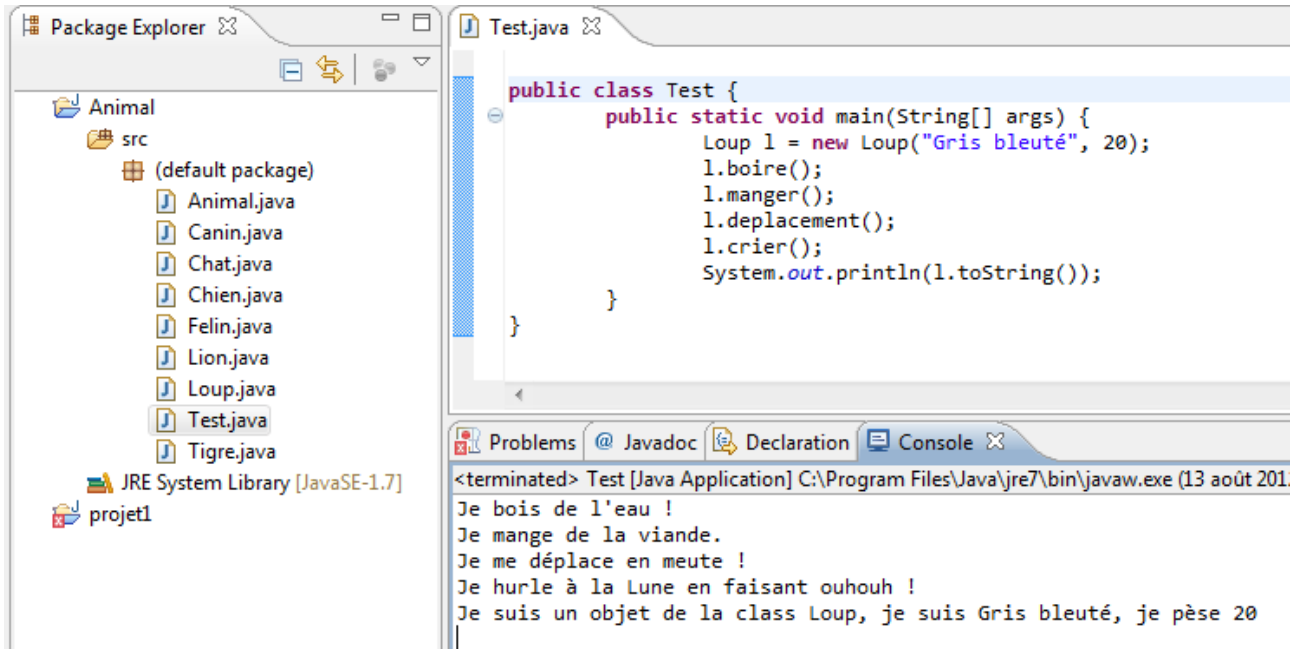 Package Explorer
Animal
src
(default package)
Animal.java
Canin.java
Chat.java
Chien.java
Felin.java
Lion.java
Loup.java
Test.java
Tigre.java
JRE System Library [JavaSE-1.7]
projet1
Test.java
public class Test {
public static void main(String[] args) {
Loup l = new Loup("Gris bleuté", 20);
l.boire();
l.manger();
l.deplacement();
l.crier();
System.out.println(l.toString());
}
}
Problems @ Javadoc Declaration Console
<terminated> Test [Java Application] C:\Program Files\Java\jre7\bin\javaw.exe (13 août
Je bois de l'eau !
Je mange de la viande.
Je me déplace en meute !
Je hurle à la Lune en faisant ouhouh !
Je suis un objet de la class Loup, je suis Gris bleuté, je pèse 20